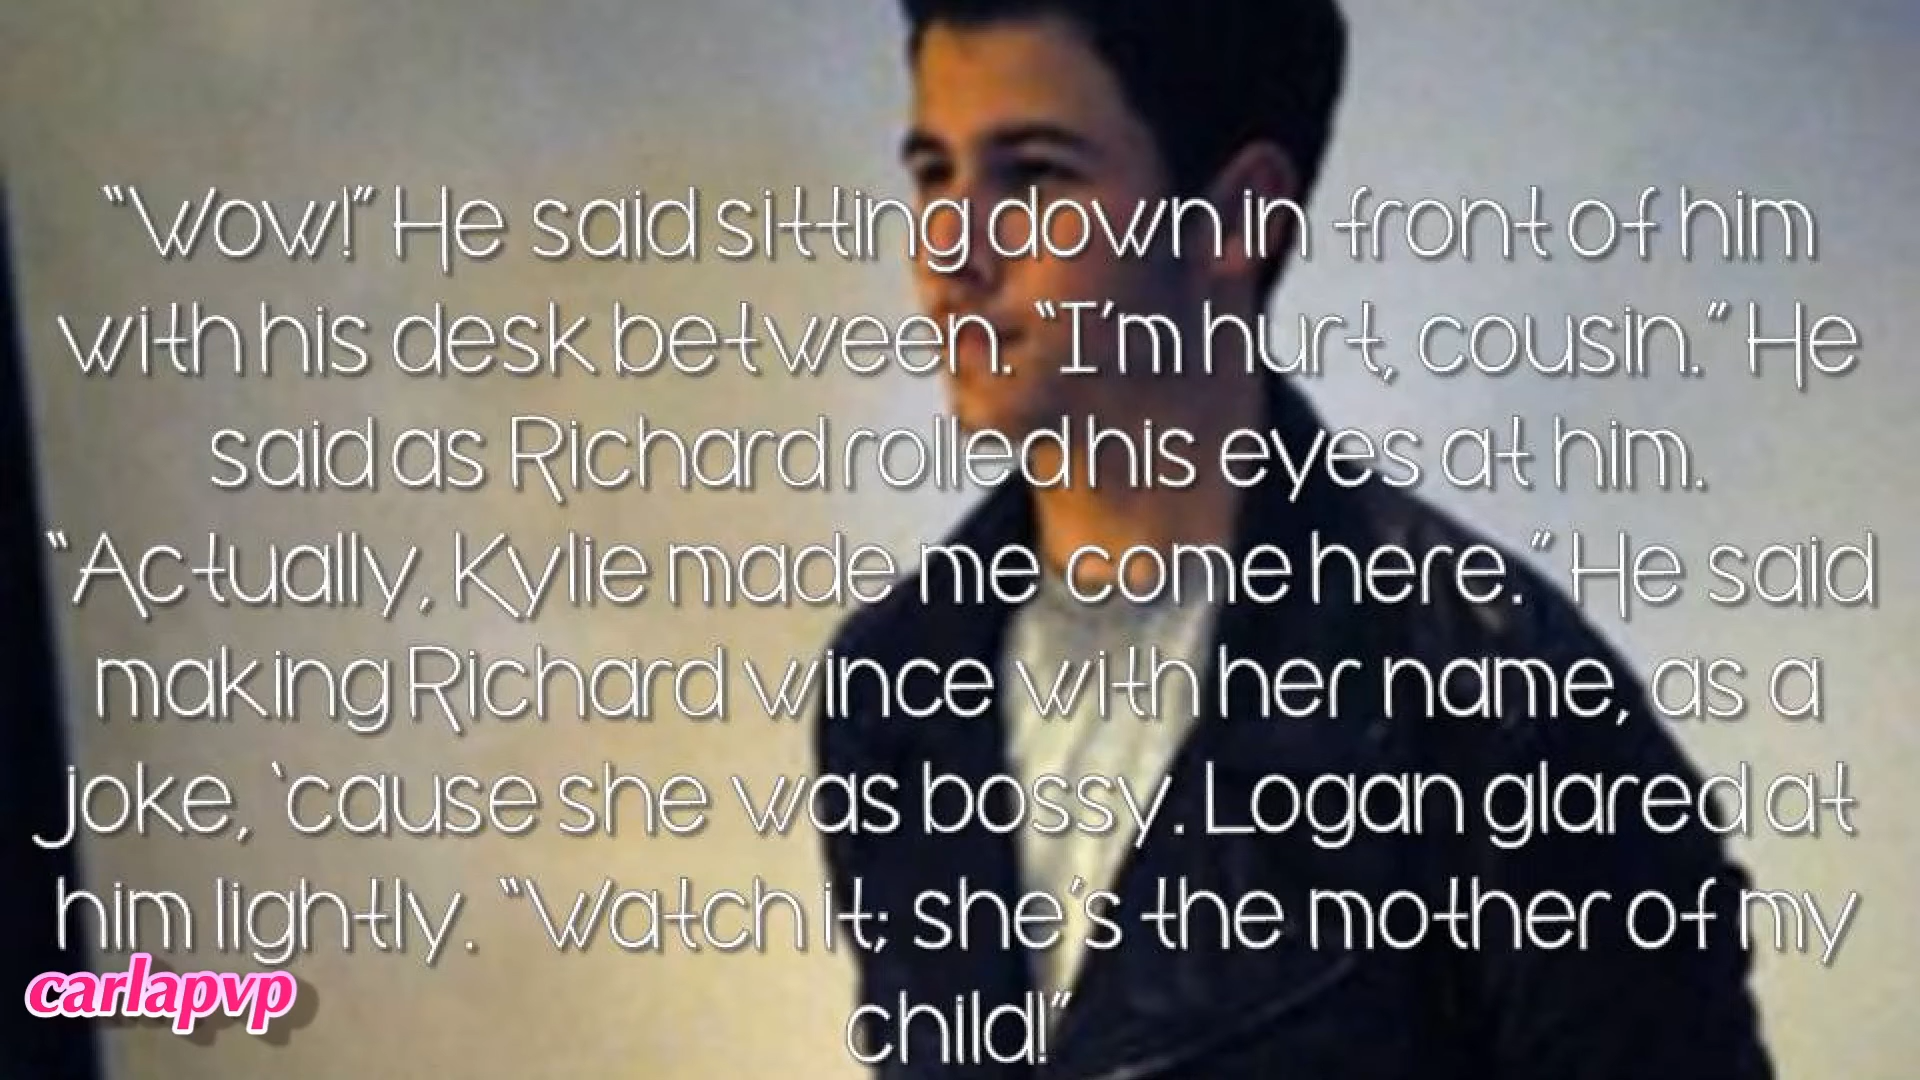 “Wow!” He said sitting down in front of him
with his desk between. “I’m hurt, cousin.” He
said as Richard rolled his eyes at him.
“Actually, Kylie made me come here.” He said
making Richard wince with her name, as a
joke, ‘cause she was bossy. Logan glared at
him lightly. “Watch it; she’s the mother of my
child!”
carlapvp